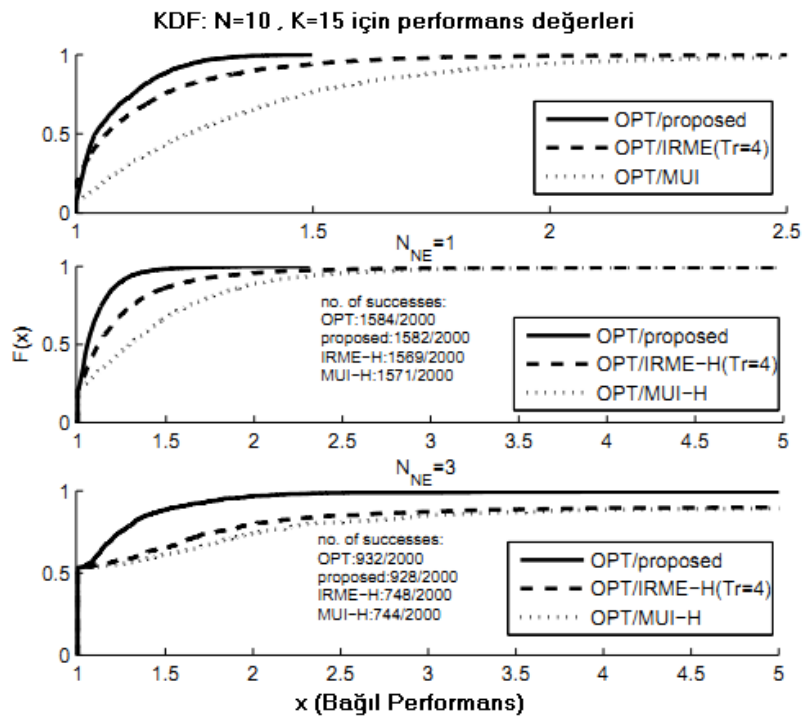 KDF: N=10 , K=15 için performans değerleri
1
0.5
0
OPT/proposed
OPT/IRME(Tr=4)
OPT/MUI
1 1.5 2 2.5
N_NE=1
1
0.5
0
F(x)
no. of successes:
OPT:1584/2000
proposed:1582/2000
IRME−H:1569/2000
MUI−H:1571/2000
OPT/proposed
OPT/IRME-H(Tr=4)
OPT/MUI-H
1 1.5 2 2.5 3 3.5 4 4.5 5
N_NE=3
1
0.5
0
no. of successes:
OPT:932/2000
proposed:928/2000
IRME−H:748/2000
MUI−H:744/2000
OPT/proposed
OPT/IRME-H(Tr=4)
OPT/MUI-H
1 1.5 2 2.5 3 3.5 4 4.5 5
x (Bağıl Performans)